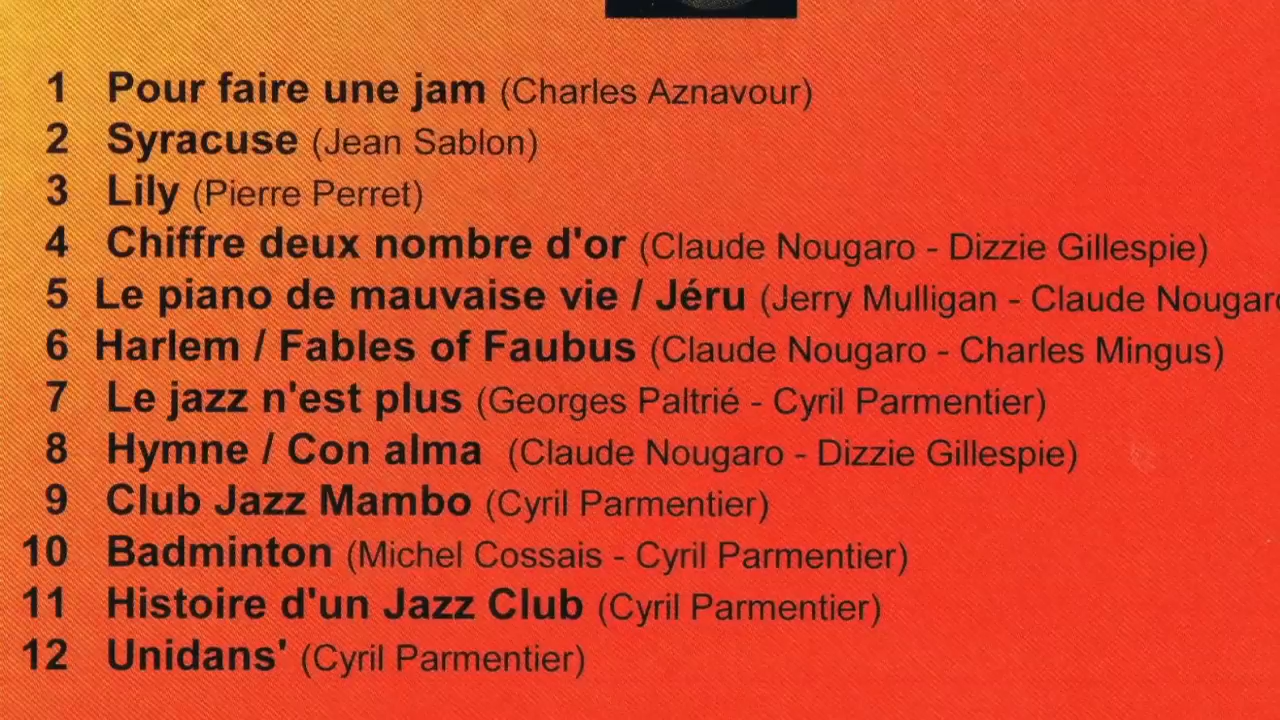 1 Pour faire une jam (Charles Aznavour)
2 Syracuse (Jean Sablon)
3 Lily (Pierre Perret)
4 Chiffre deux nombre d'or (Claude Nougaro - Dizzie Gillespie)
5 Le piano de mauvaise vie / Jéru (Jerry Mulligan - Claude Nougaro
6 Harlem / Fables of Faubus (Claude Nougaro - Charles Mingus)
7 Le jazz n'est plus (Georges Paltrié - Cyril Parmentier)
8 Hymne / Con alma (Claude Nougaro - Dizzie Gillespie)
9 Club Jazz Mambo (Cyril Parmentier)
10 Badminton (Michel Cossais - Cyril Parmentier)
11 Histoire d'un Jazz Club (Cyril Parmentier)
12 Unidans' (Cyril Parmentier)